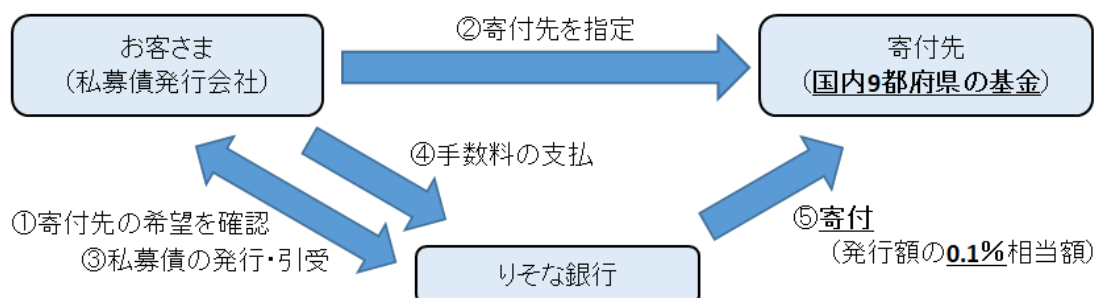 ②寄付先を指定
お客さま
(私募債発行会社)
寄付先
(国内9都府県の基金)
④手数料の支払
①寄付先の希望を確認
③私募債の発行・引受
⑤寄付
(発行額の0.1%相当額)
りそな銀行